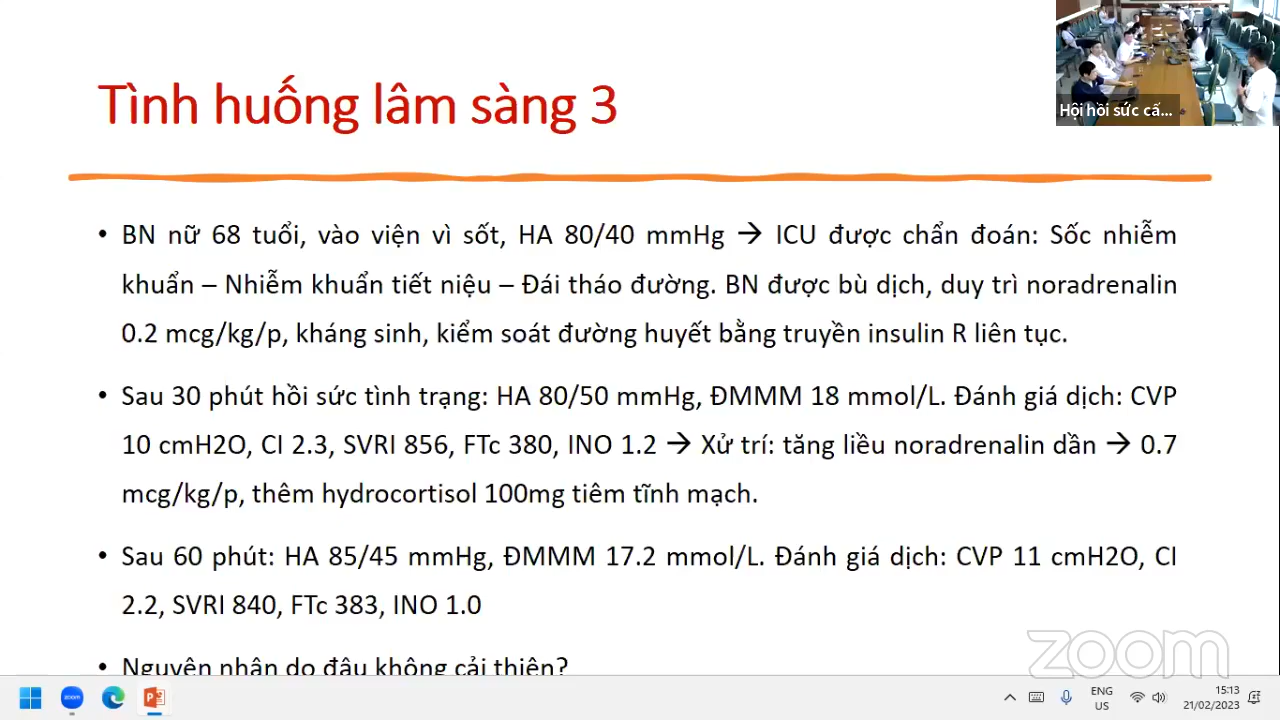 Tình huống lâm sàng 3
Hội hồi sức cấ...
• BN nữ 68 tuổi, vào viện vì sốt, HA 80/40 mmHg → ICU được chẩn đoán: Sốc nhiễm
khuẩn – Nhiễm khuẩn tiết niệu – Đái tháo đường. BN được bù dịch, duy trì noradrenalin
0.2 mcg/kg/p, kháng sinh, kiểm soát đường huyết bằng truyền insulin R liên tục.
• Sau 30 phút hồi sức tình trạng: HA 80/50 mmHg, ĐMMM 18 mmol/L. Đánh giá dịch: CVP
10 cmH2O, CI 2.3, SVRI 856, FTc 380, INO 1.2 → Xử trí: tăng liều noradrenalin dần → 0.7
mcg/kg/p, thêm hydrocortisol 100mg tiêm tĩnh mạch.
• Sau 60 phút: HA 85/45 mmHg, ĐMMM 17.2 mmol/L. Đánh giá dịch: CVP 11 cmH2O, CI
2.2, SVRI 840, FTc 383, INO 1.0
• Nguyên nhân do đâu không cải thiện?
zoom
zoom
ENG
US
15:13
21/02/2023